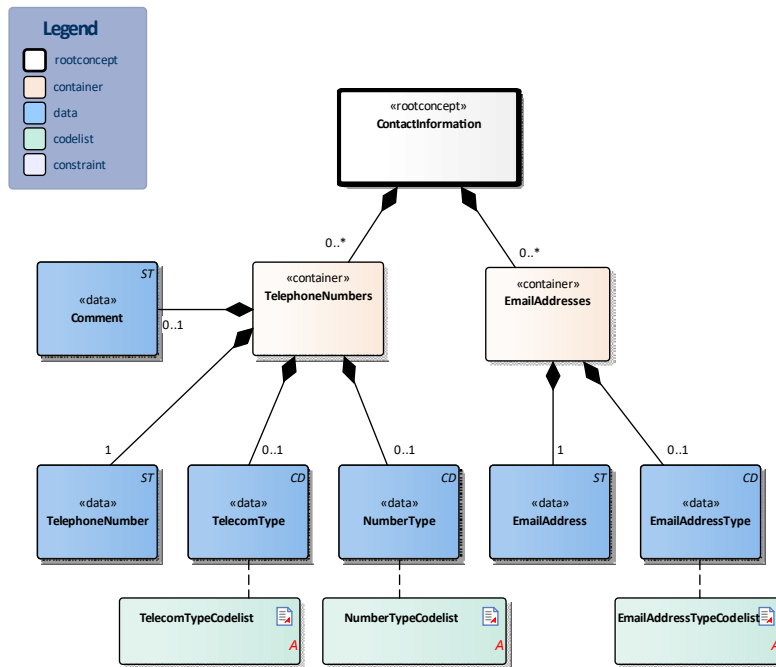 Legend
rootconcept
container
data
codelist
constraint
«rootconcept»
ContactInformation
0..*
0..*
ST
«data»
Comment
0..1
«container»
TelephoneNumbers
«container»
EmailAddresses
1
0..1
0..1
1
0..1
ST
«data»
TelephoneNumber
CD
«data»
TelecomType
CD
«data»
NumberType
ST
«data»
EmailAddress
CD
«data»
EmailAddressType
TelecomTypeCodelist
A
NumberTypeCodelist
A
EmailAddressTypeCodelist
A